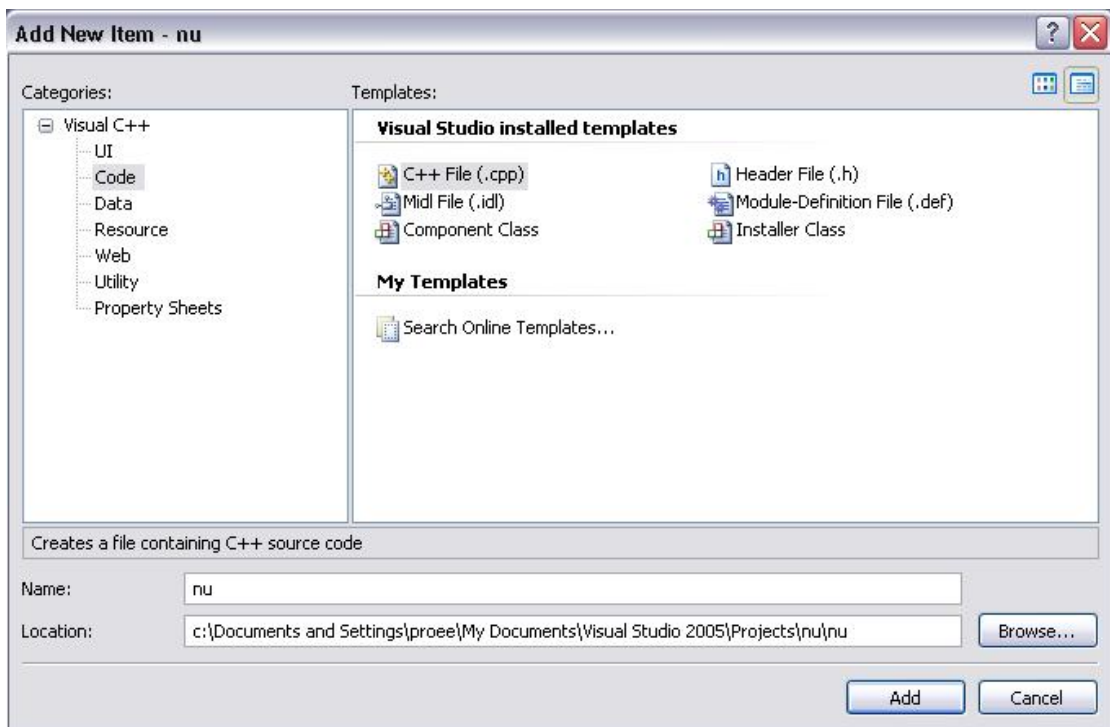 Add New Item - nu
Categories:
Templates:
Visual C++
UI
Code
Data
Resource
Web
Utility
Property Sheets
Visual Studio installed templates
C++ File (.cpp)
Header File (.h)
Midl File (.idl)
Module-Definition File (.def)
Component Class
Installer Class
My Templates
Search Online Templates...
Creates a file containing C++ source code
Name:
nu
Location:
c:\Documents and Settings\proee\My Documents\Visual Studio 2005\Projects\nu\nu
Browse...
Add
Cancel